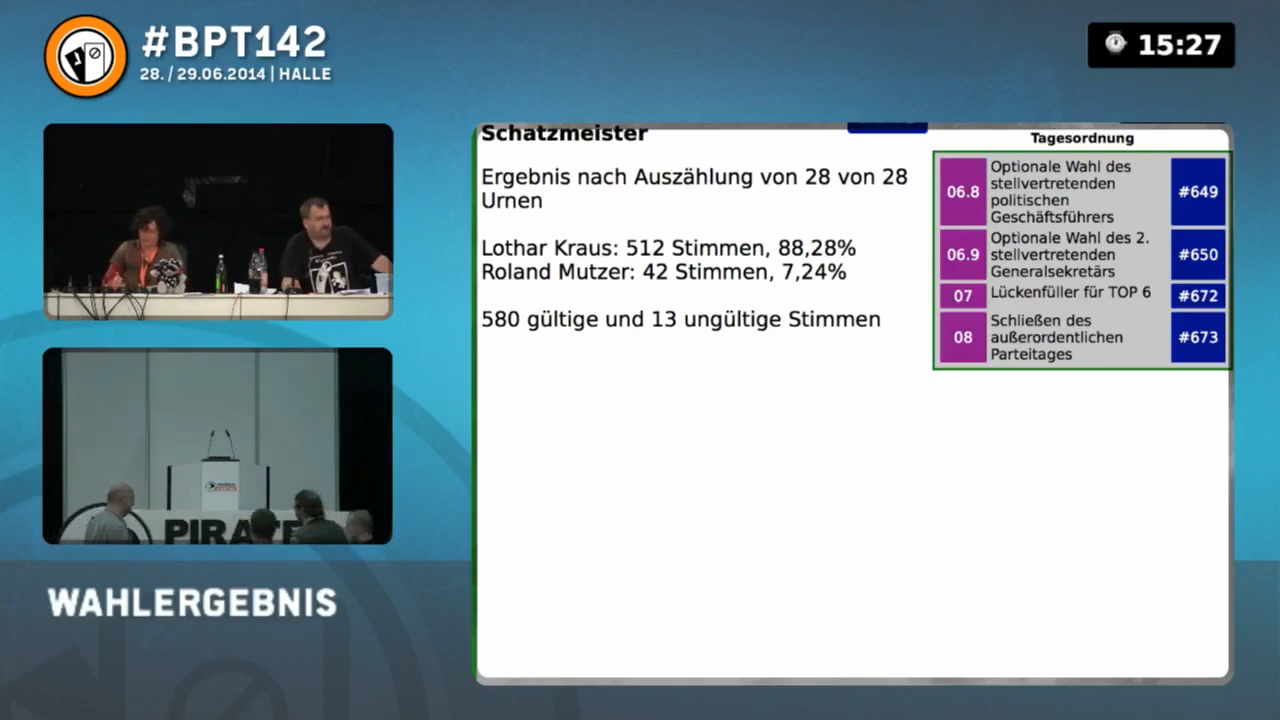 #BPT142
28. / 29.06.2014 | HALLE
15:27
Schatzmeister
Ergebnis nach Auszählung von 28 von 28
Urnen
Lothar Kraus: 512 Stimmen, 88,28%
Roland Mutzer: 42 Stimmen, 7,24%
580 gültige und 13 ungültige Stimmen
Tagesordnung
06.8 Optionale Wahl des
stellvertretenden
politischen
Geschäftsführers #649
06.9 Optionale Wahl des 2.
stellvertretenden
Generalsekretärs #650
07 Lückenfüller für TOP 6 #672
08 Schließen des
außerordentlichen
Parteitages #673
PIRATE
WAHLERGEBNIS